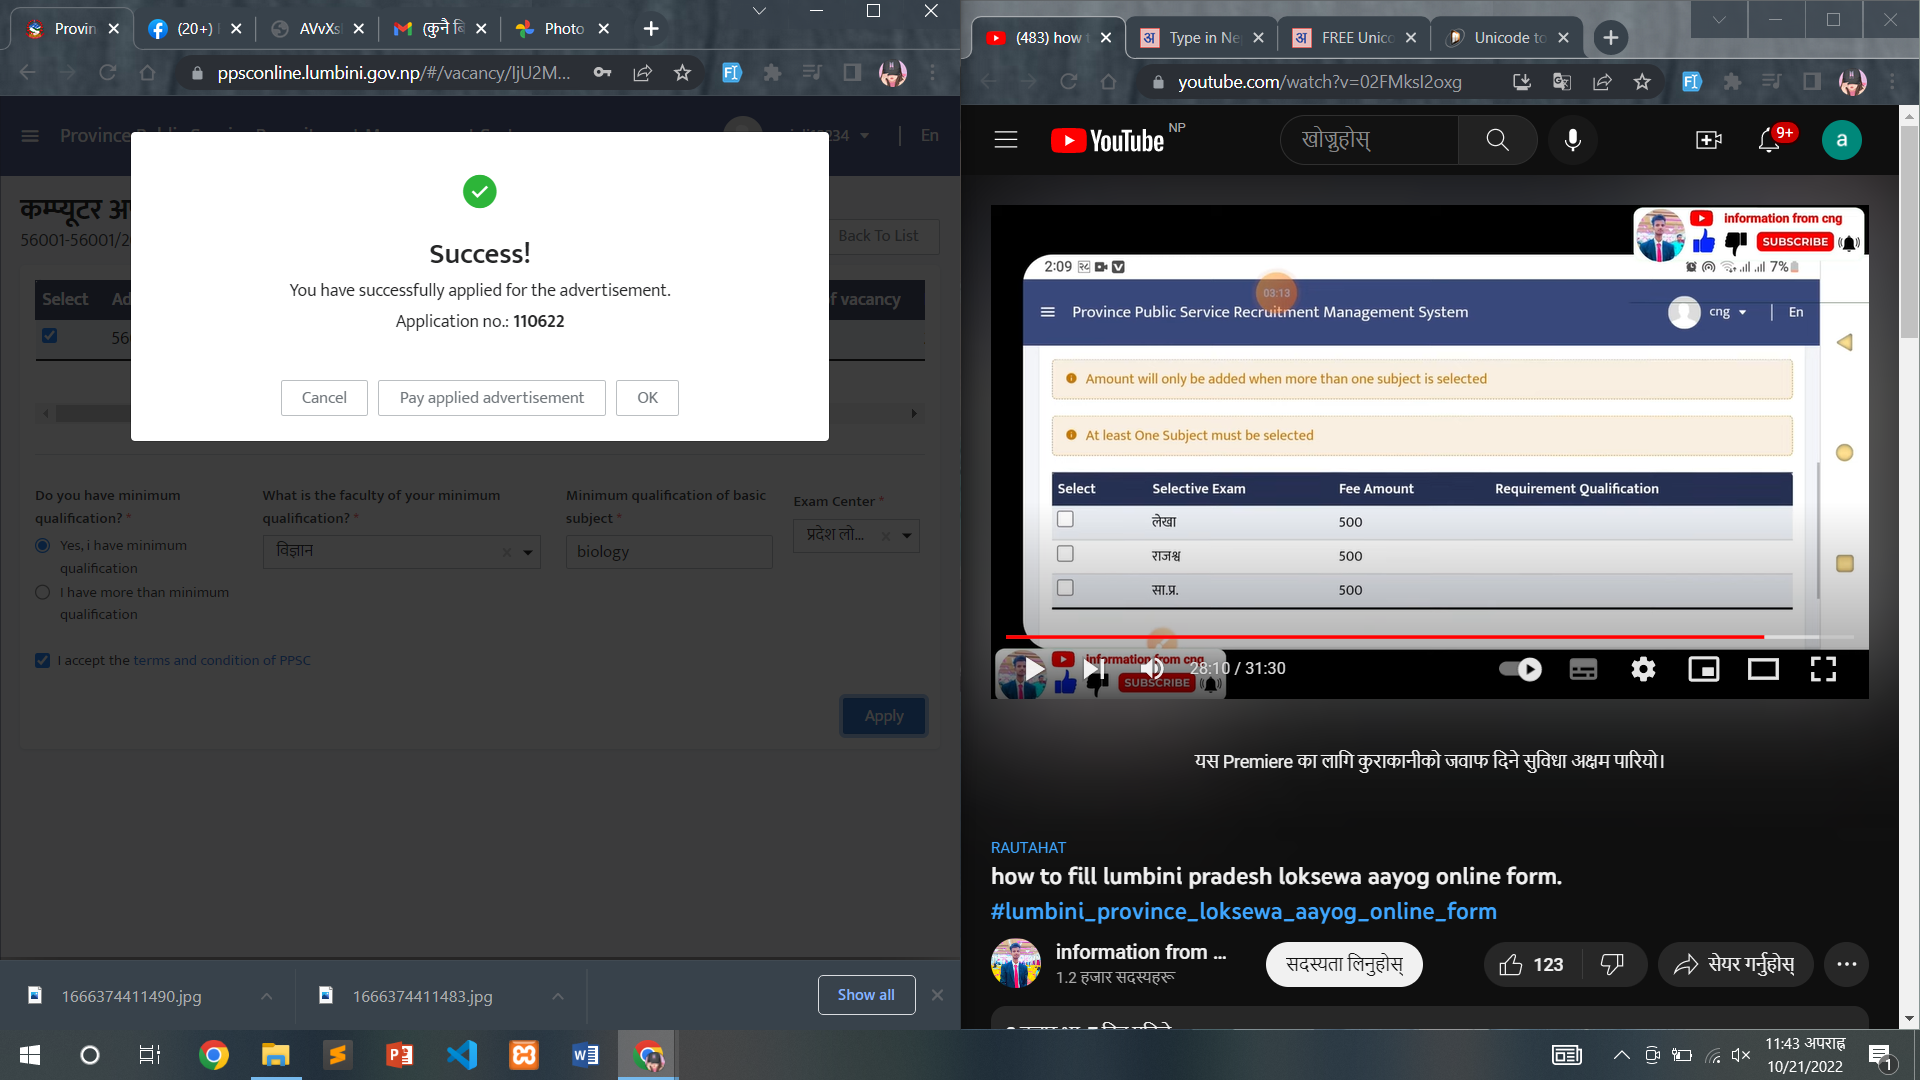 Provin
(20+)
AVvXs
(कुनै बि
Photo
ppsconline.lumbini.gov.np/#/vacancy/IjU2M...
En
कम्प्यूटर अ
56001-56001/2
Back To List
Select
Ad
of vacancy
56
Success!
You have successfully applied for the advertisement.
Application no.: 110622
Cancel
Pay applied advertisement
OK
Do you have minimum qualification? *
Yes, i have minimum qualification
I have more than minimum qualification
What is the faculty of your minimum qualification? *
विज्ञान
Minimum qualification of basic subject *
biology
Exam Center *
प्रदेश लो...
I accept the terms and condition of PPSC
Apply
1666374411490.jpg
1666374411483.jpg
Show all
(483) how t
Type in Ne
FREE Unico
Unicode to
youtube.com/watch?v=02FMksl2oxg
YouTube NP
खोज्नुहोस्
9+
a
information from cng
SUBSCRIBE
2:09
7%
03:13
Province Public Service Recruitment Management System
cng
En
Amount will only be added when more than one subject is selected
At least One Subject must be selected
Select Selective Exam Fee Amount Requirement Qualification
लेखा 500
राजश्व 500
सा.प्र. 500
information from cng
SUBSCRIBE
28:10 / 31:30
यस Premiere का लागि कुराकानीको जवाफ दिने सुविधा अक्षम पारियो।
RAUTAHAT
how to fill lumbini pradesh loksewa aayog online form.
#lumbini_province_loksewa_aayog_online_form
information from ...
1.2 हजार सदस्यहरू
सदस्यता लिनुहोस्
123
सेयर गर्नुहोस्
11:43 अपराह्न
10/21/2022
1